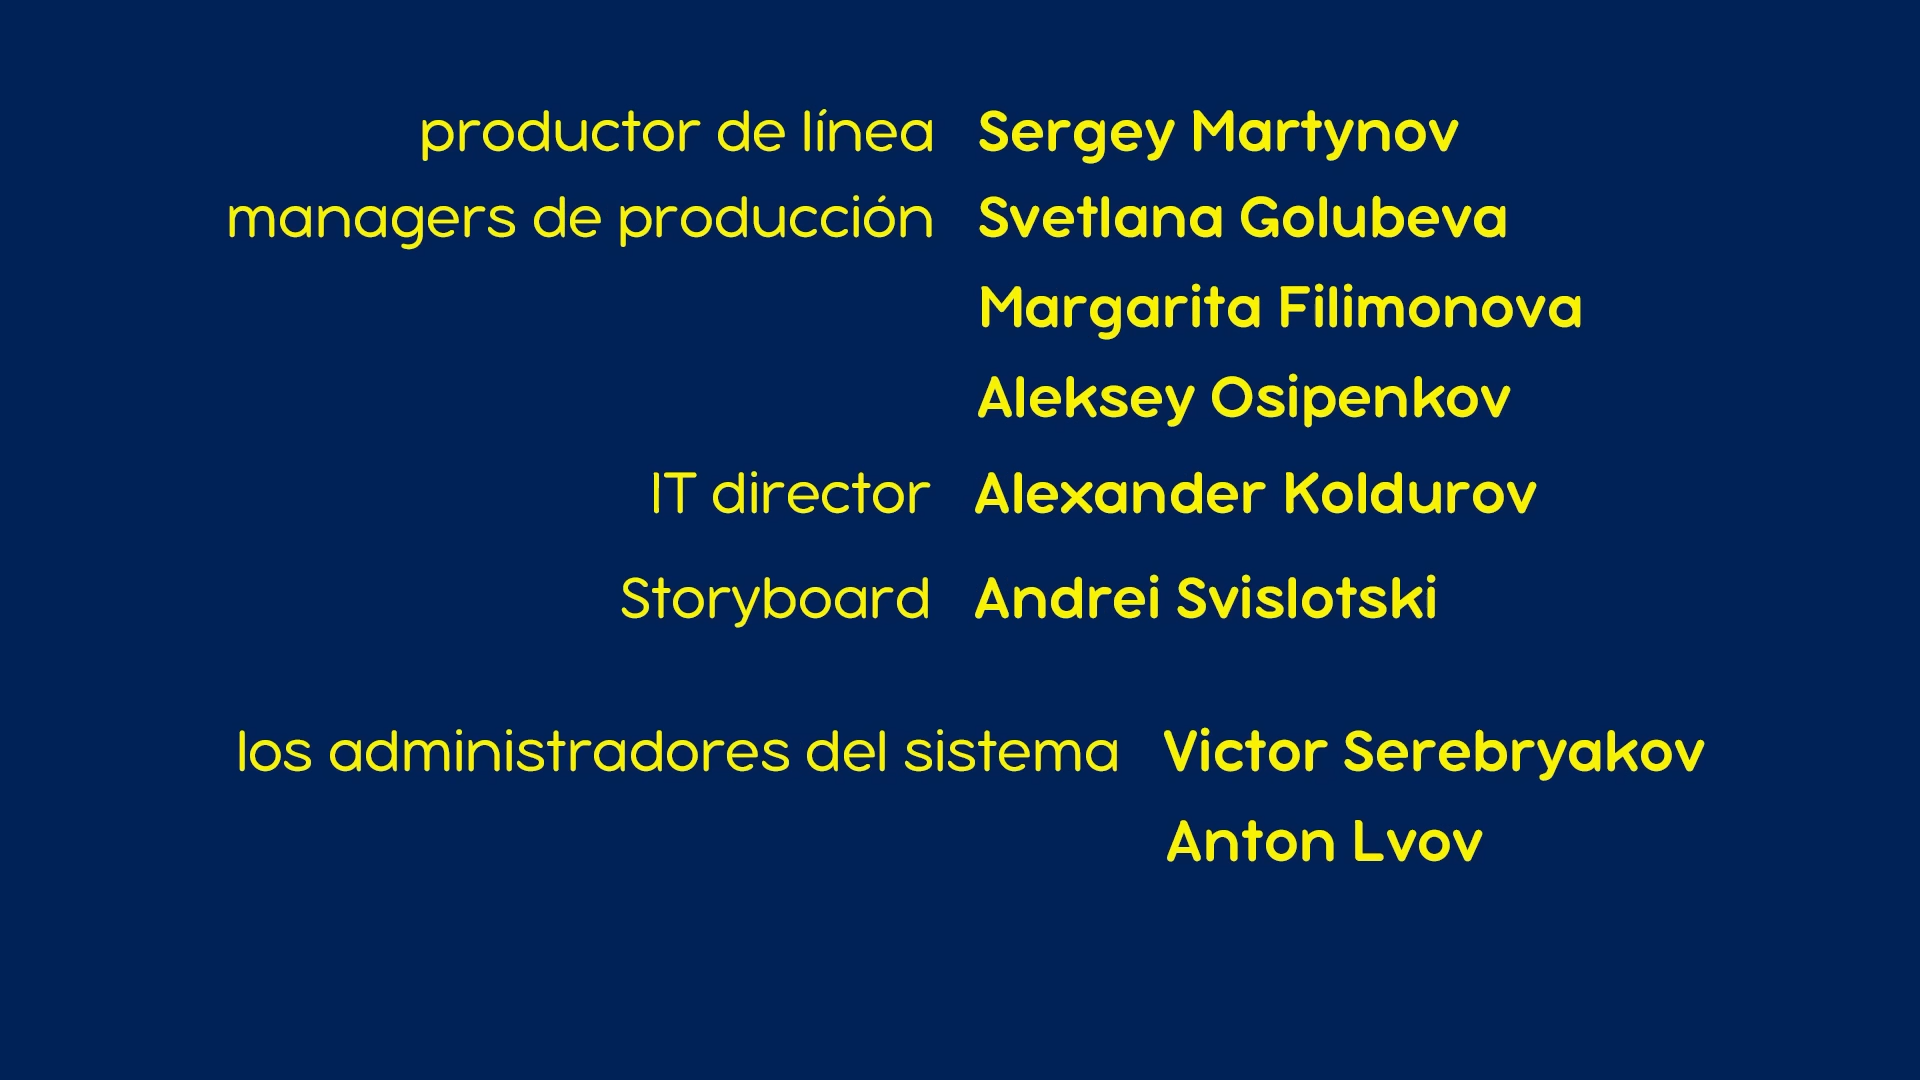 productor de línea Sergey Martynov
managers de producción Svetlana Golubeva
Margarita Filimonova
Aleksey Osipenkov
IT director Alexander Koldurov
Storyboard Andrei Svislotski
los administradores del sistema Victor Serebryakov
Anton Lvov